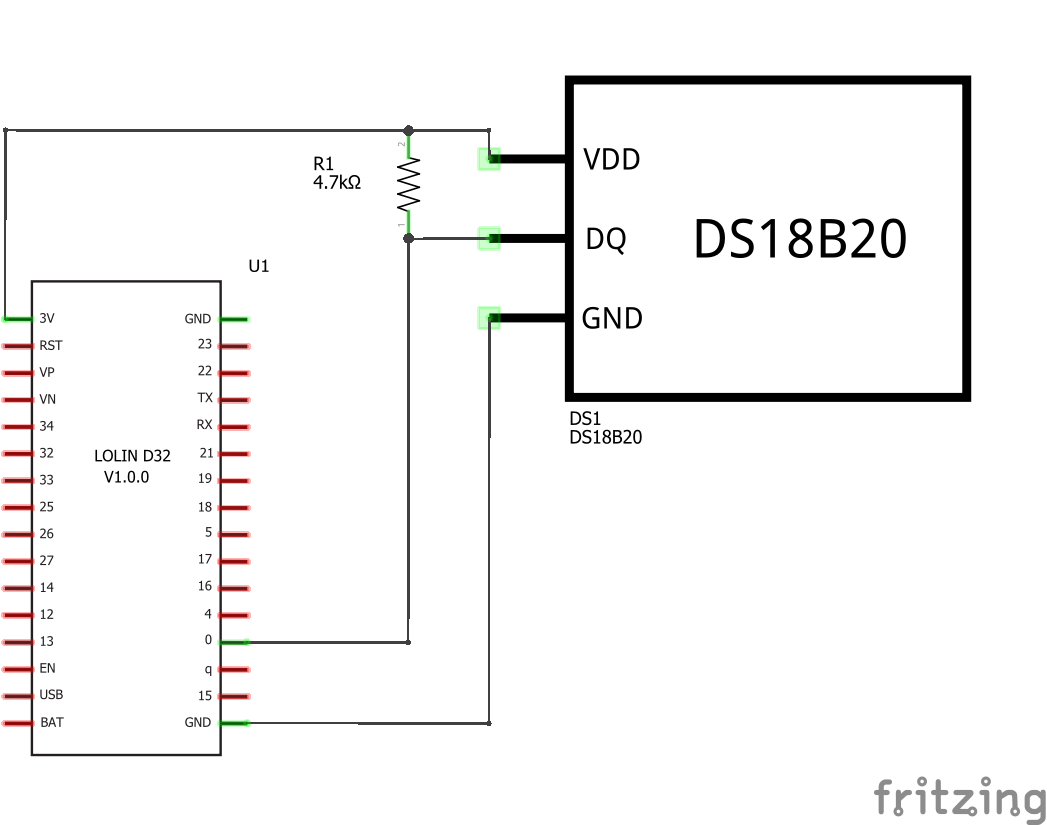 2
R1
4.7kΩ
1
VDD
DQ
GND
DS18B20
DS1
DS18B20
U1
3V GND
RST 23
VP 22
VN TX
34 RX
32 21
33 19
25 18
26 5
27 17
14 16
12 4
13 0
EN q
USB 15
BAT GND
LOLIN D32
V1.0.0
fritzing